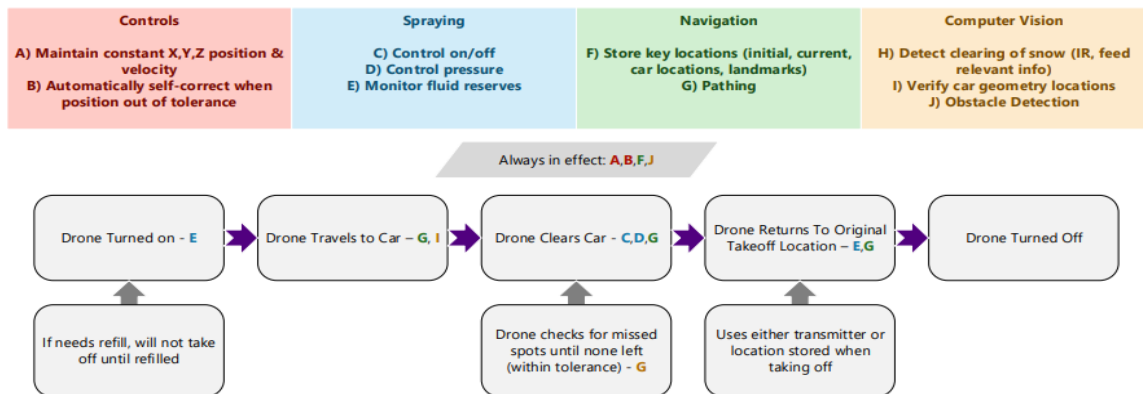 Controls
A) Maintain constant X,Y,Z position &
velocity
B) Automatically self-correct when
position out of tolerance
Spraying
C) Control on/off
D) Control pressure
E) Monitor fluid reserves
Navigation
F) Store key locations (initial, current,
car locations, landmarks)
G) Pathing
Computer Vision
H) Detect clearing of snow (IR, feed
relevant info)
I) Verify car geometry locations
J) Obstacle Detection
Always in effect: A,B,F,J
Drone Turned on - E
Drone Travels to Car – G, I
Drone Clears Car - C,D,G
Drone Returns To Original
Takeoff Location – E,G
Drone Turned Off
If needs refill, will not take
off until refilled
Drone checks for missed
spots until none left
(within tolerance) - G
Uses either transmitter or
location stored when
taking off